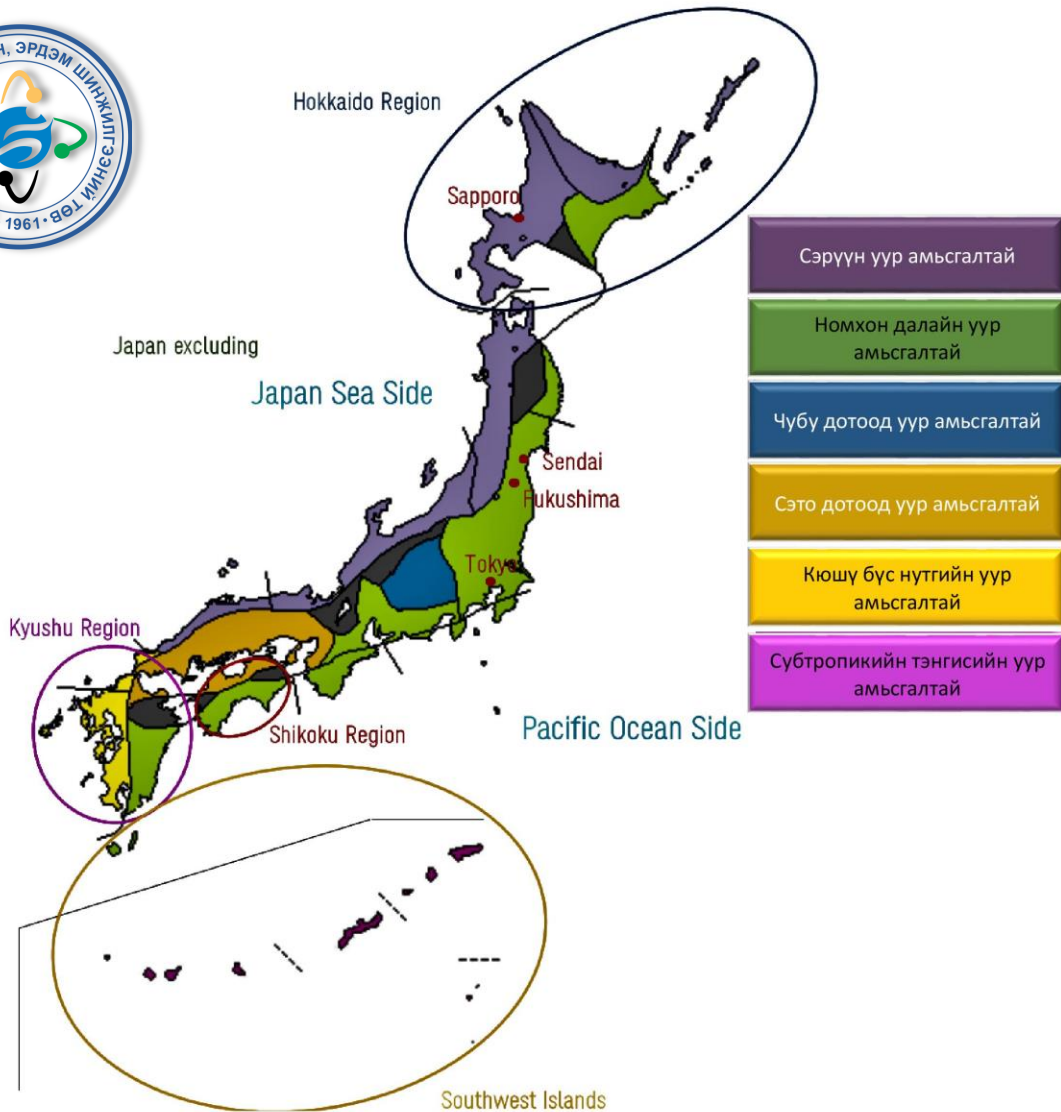 Н, ЭРДЭМ ШИНЖИЛГЭЭНИЙ ТӨВ • 1961
Hokkaido Region
Sapporo
Сэрүүн уур амьсгалтай
Номхон далайн уур
амьсгалтай
Japan excluding
Japan Sea Side
Чубу дотоод уур амьсгалтай
Sendai
Fukushima
Сэто дотоод уур амьсгалтай
Tokyo
Кюшү бүс нутгийн уур
амьсгалтай
Kyushu Region
Субтропикийн тэнгисийн уур
амьсгалтай
Shikoku Region
Pacific Ocean Side
Southwest Islands